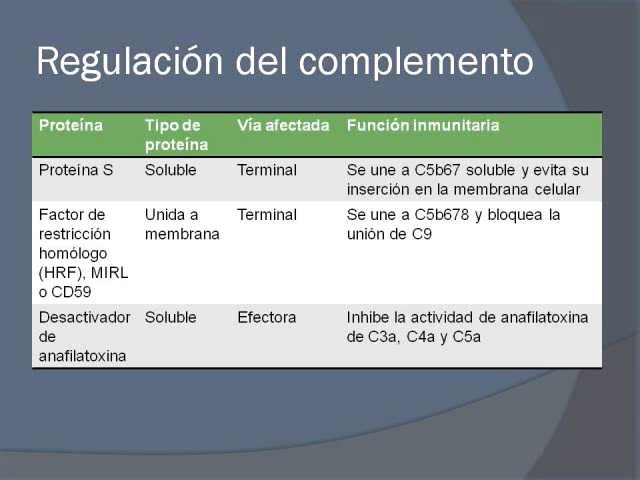 Regulación del complemento
Proteína Tipo de proteína Vía afectada Función inmunitaria
Proteína S Soluble Terminal Se une a C5b67 soluble y evita su
inserción en la membrana celular
Factor de restricción homólogo (HRF), MIRL o CD59 Unida a membrana Terminal Se une a C5b678 y bloquea la
unión de C9
Desactivador de anafilatoxina Soluble Efectora Inhibe la actividad de anafilatoxina
de C3a, C4a y C5a